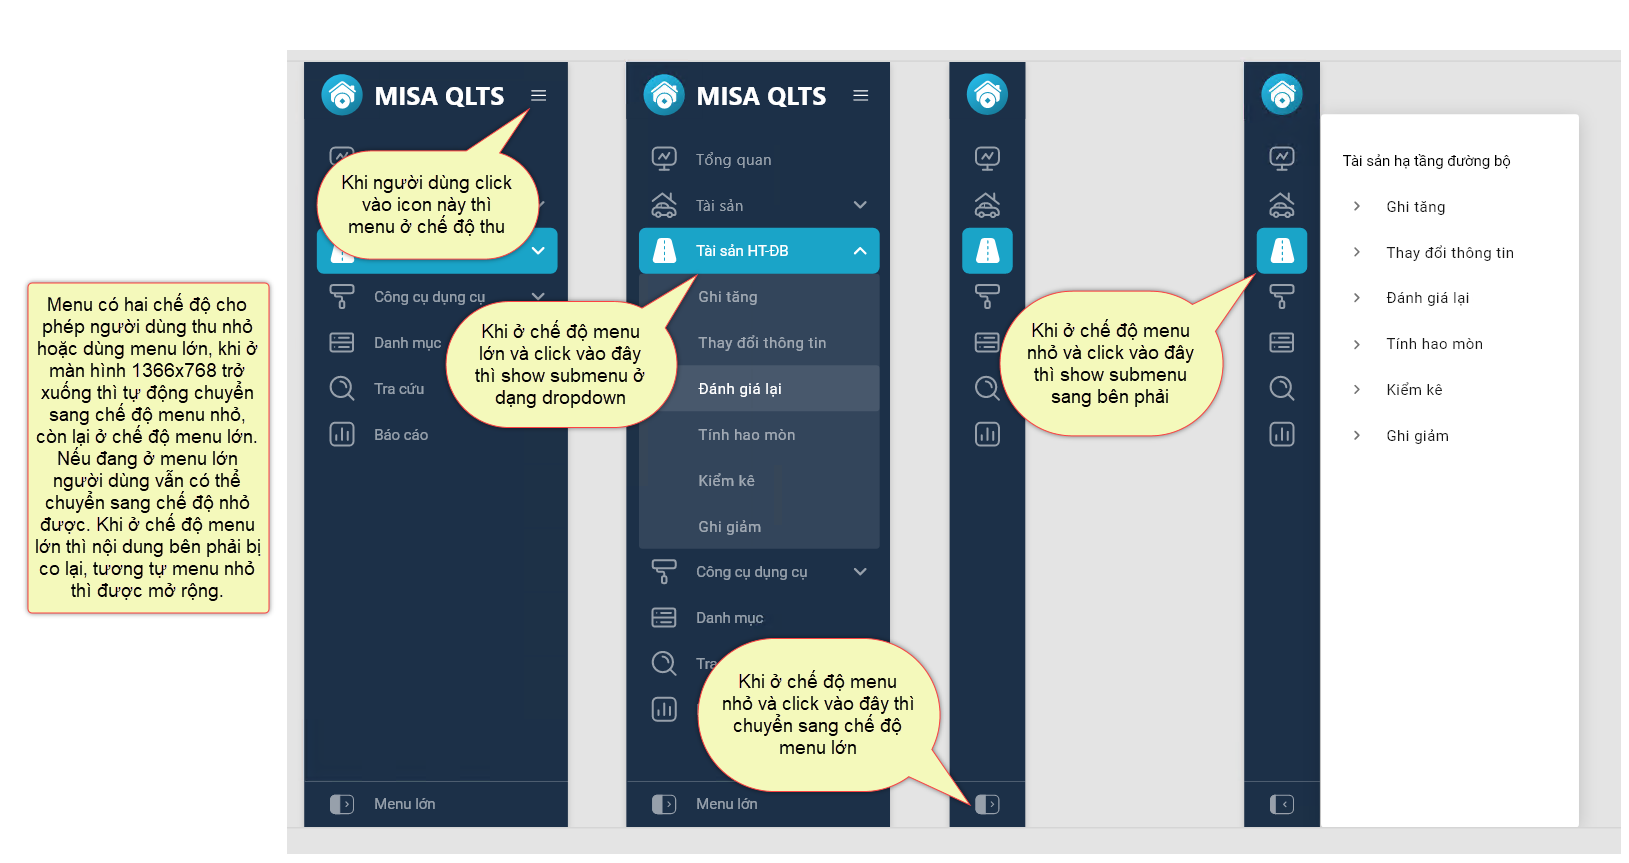 Menu có hai chế độ cho
phép người dùng thu nhỏ
hoặc dùng menu lớn, khi ở
màn hình 1366x768 trở
xuống thì tự động chuyển
sang chế độ menu nhỏ,
còn lại ở chế độ menu lớn.
Nếu đang ở menu lớn
người dùng vẫn có thể
chuyển sang chế độ nhỏ
được. Khi ở chế độ menu
lớn thì nội dung bên phải bị
co lại, tương tự menu nhỏ
thì được mở rộng.
MISA QLTS
Khi người dùng click
vào icon này thì
menu ở chế độ thu
Công cụ dụng cụ
Danh mục
Tra cứu
Báo cáo
Menu lớn
MISA QLTS
Tổng quan
Tài sản
Tài sản HT-ĐB
Ghi tăng
Thay đổi thông tin
Đánh giá lại
Tính hao mòn
Kiểm kê
Ghi giảm
Công cụ dụng cụ
Danh mục
Menu lớn
Khi ở chế độ menu
lớn và click vào đây
thì show submenu ở
dạng dropdown
Khi ở chế độ menu
nhỏ và click vào đây thì
chuyển sang chế độ
menu lớn
Khi ở chế độ menu
nhỏ và click vào đây
thì show submenu
sang bên phải
Tài sản hạ tầng đường bộ
Ghi tăng
Thay đổi thông tin
Đánh giá lại
Tính hao mòn
Kiểm kê
Ghi giảm